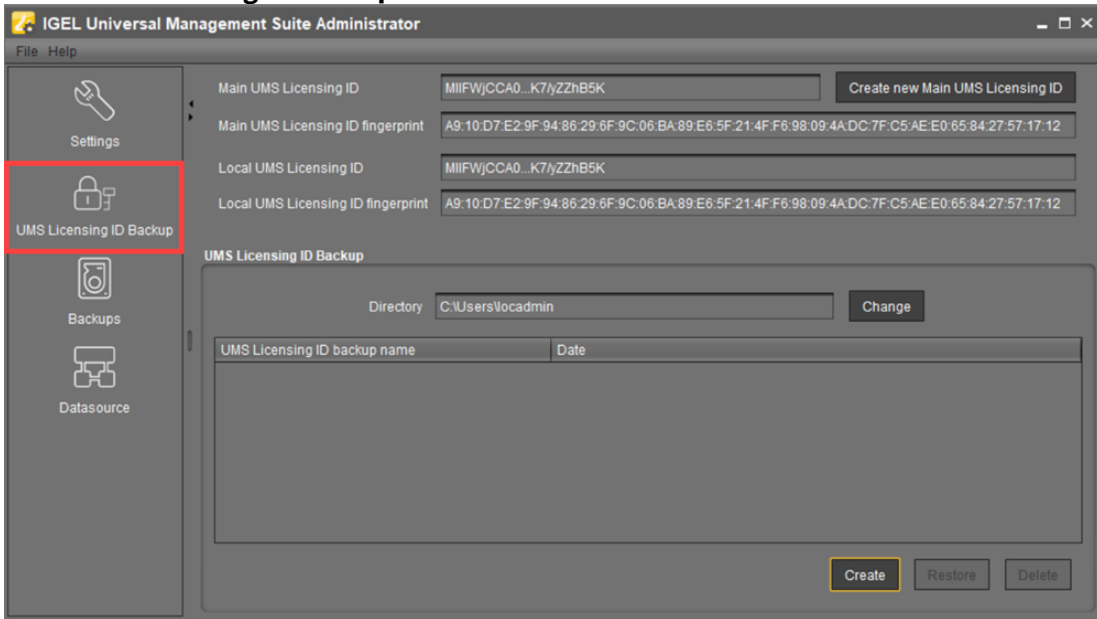 IGEL Universal Management Suite Administrator
File Help
Settings
UMS Licensing ID Backup
Backups
Datasource
Main UMS Licensing ID MIIFWjCCA0...K7/yZZhB5K Create new Main UMS Licensing ID
Main UMS Licensing ID fingerprint A9:10:D7:E2:9F:94:86:29:6F:9C:06:BA:89:E6:5F:21:4F:F6:98:09:4A:DC:7F:C5:AE:E0:65:84:27:57:17:12
Local UMS Licensing ID MIIFWjCCA0...K7/yZZhB5K
Local UMS Licensing ID fingerprint A9:10:D7:E2:9F:94:86:29:6F:9C:06:BA:89:E6:5F:21:4F:F6:98:09:4A:DC:7F:C5:AE:E0:65:84:27:57:17:12
UMS Licensing ID Backup
Directory C:\Users\locadmin Change
UMS Licensing ID backup name Date
Create Restore Delete